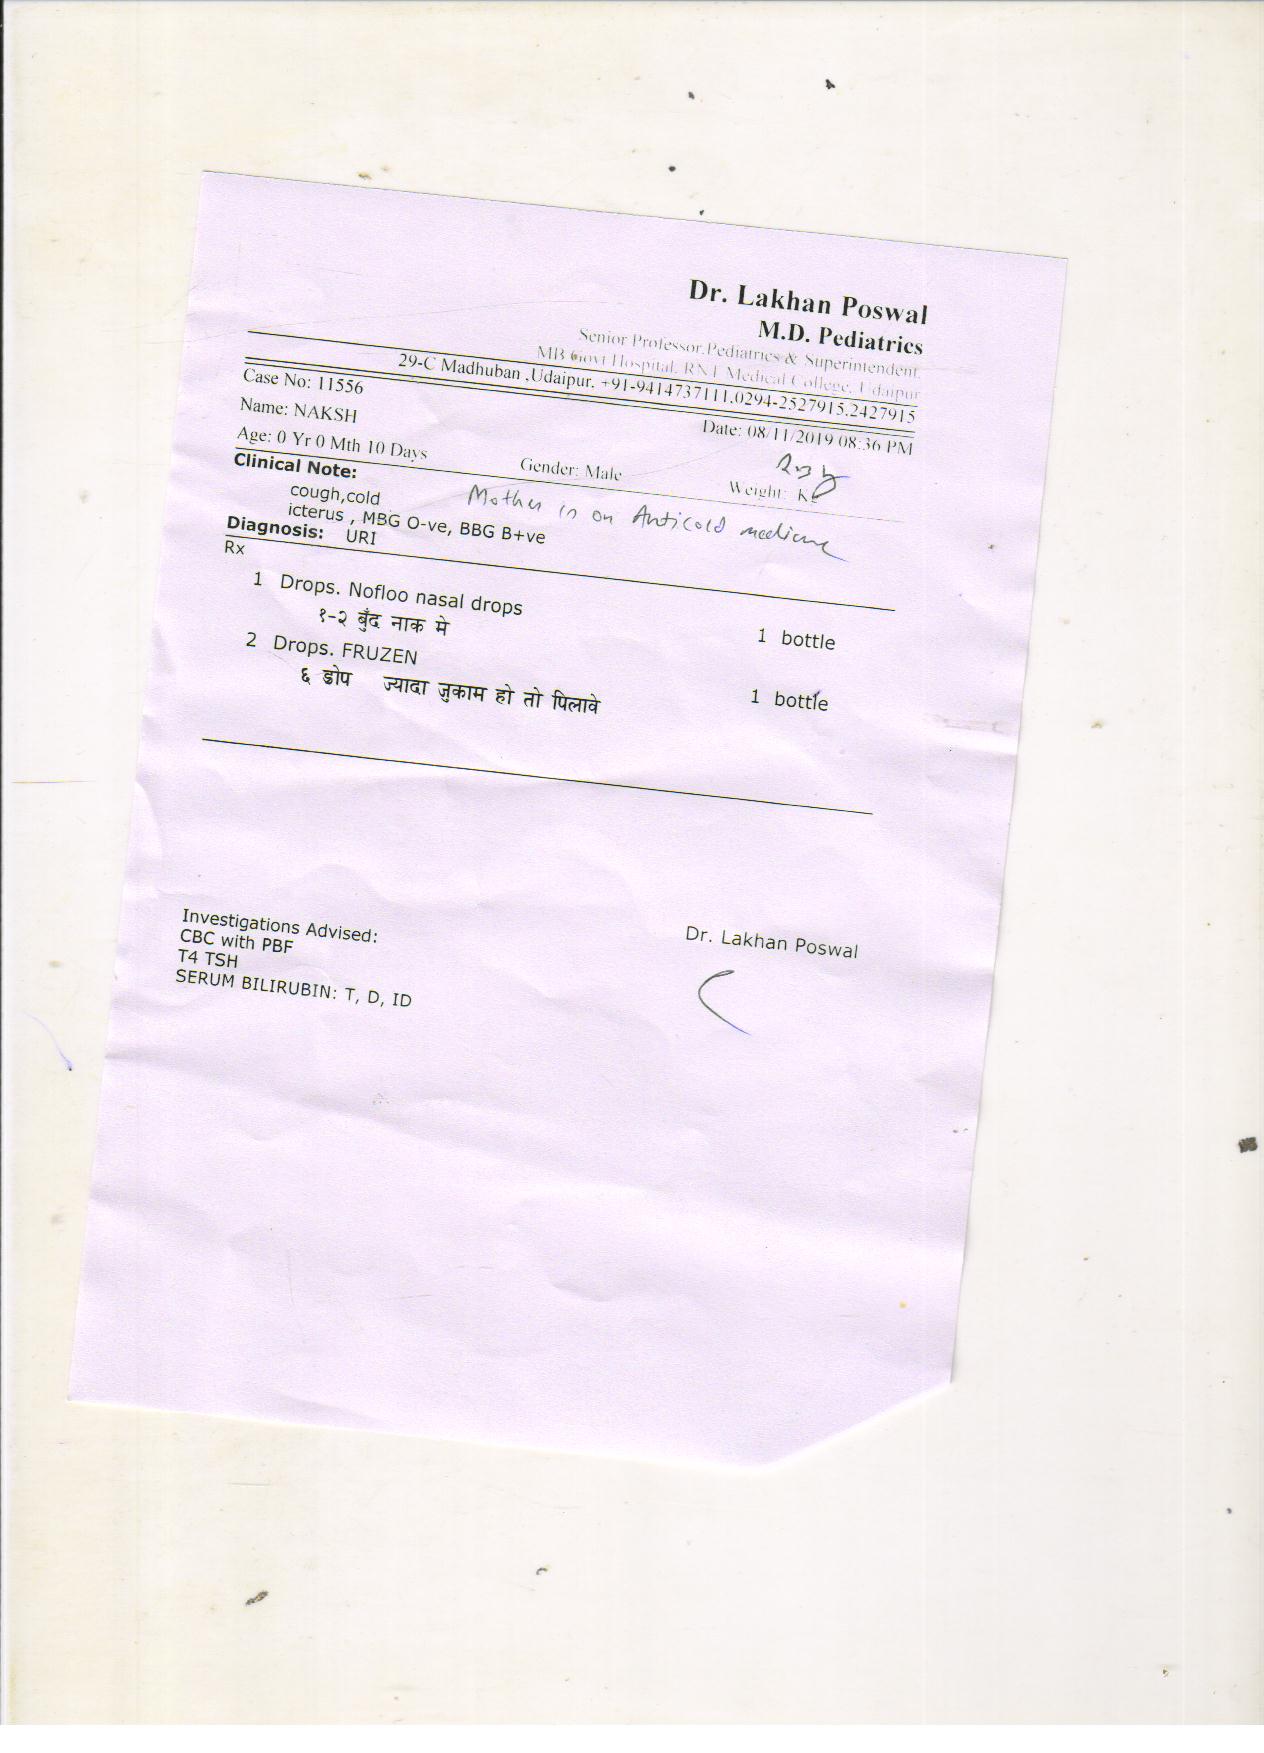 Dr. Lakhan Poswal
M.D. Pediatrics
Senior Professor.Pediatrics & Superintendent.
MB Govt Hospital. RNT Medical College, Udaipur
29-C Madhuban ,Udaipur. +91-9414737111,0294-2527915,2427915
Case No: 11556
Date: 08/11/2019 08:36 PM
Name: NAKSH
Age: 0 Yr 0 Mth 10 Days Gender: Male Weight:
Clinical Note:
cough,cold Mother is on Anticold medicine
icterus , MBG O-ve, BBG B+ve
Diagnosis: URI
Rx
1 Drops. Nofloo nasal drops 1 bottle
१-२ बुँद नाक मे
2 Drops. FRUZEN 1 bottle
६ ड्रोप ज्यादा जुकाम हो तो पिलावे
Investigations Advised:
CBC with PBF
T4 TSH
SERUM BILIRUBIN: T, D, ID
Dr. Lakhan Poswal